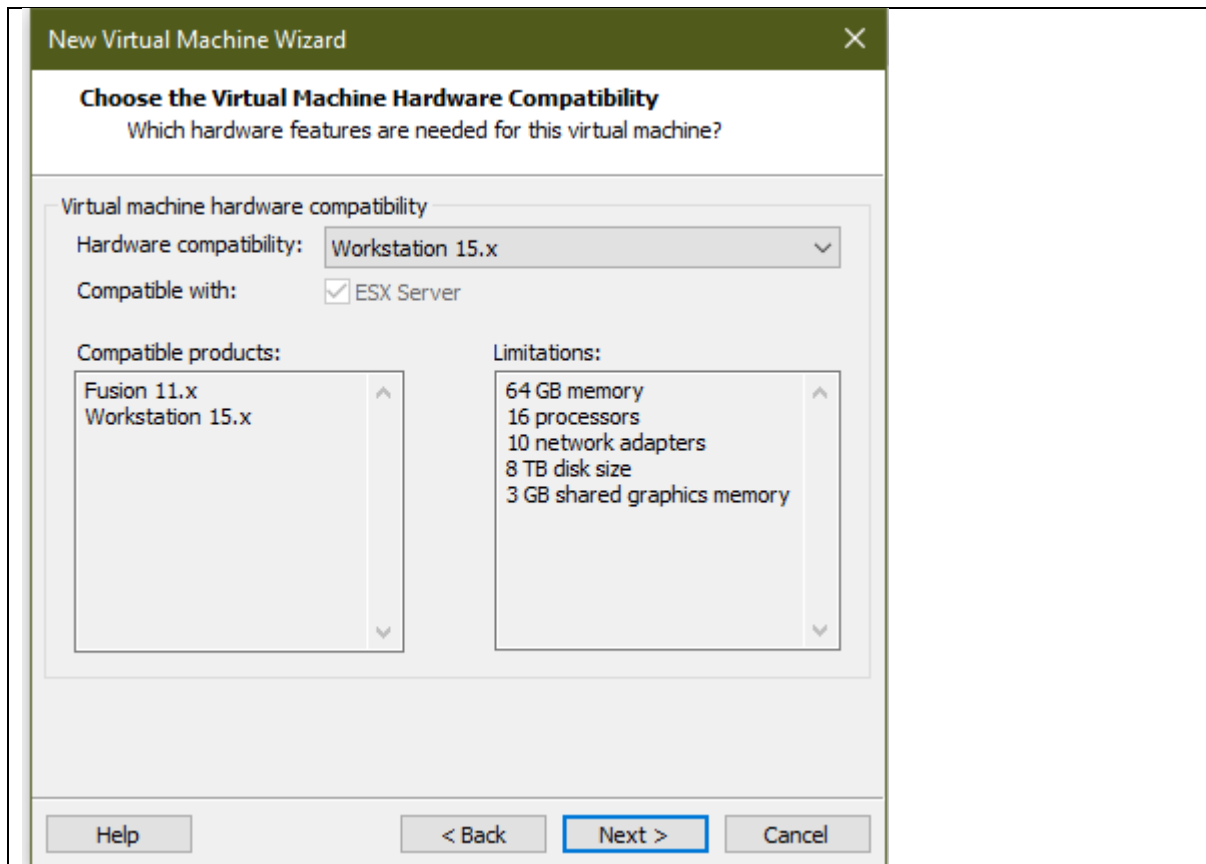 New Virtual Machine Wizard
Choose the Virtual Machine Hardware Compatibility
Which hardware features are needed for this virtual machine?
Virtual machine hardware compatibility
Hardware compatibility: Workstation 15.x
Compatible with: ESX Server
Compatible products:
Fusion 11.x
Workstation 15.x
Limitations:
64 GB memory
16 processors
10 network adapters
8 TB disk size
3 GB shared graphics memory
Help < Back Next > Cancel